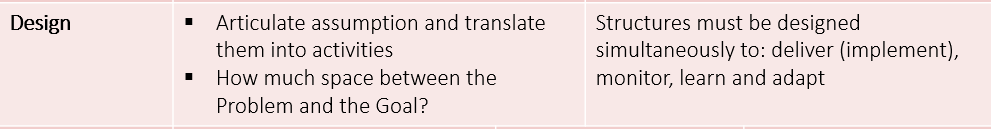 Design
▪ Articulate assumption and translate
them into activities
▪ How much space between the
Problem and the Goal?
Structures must be designed
simultaneously to: deliver (implement),
monitor, learn and adapt